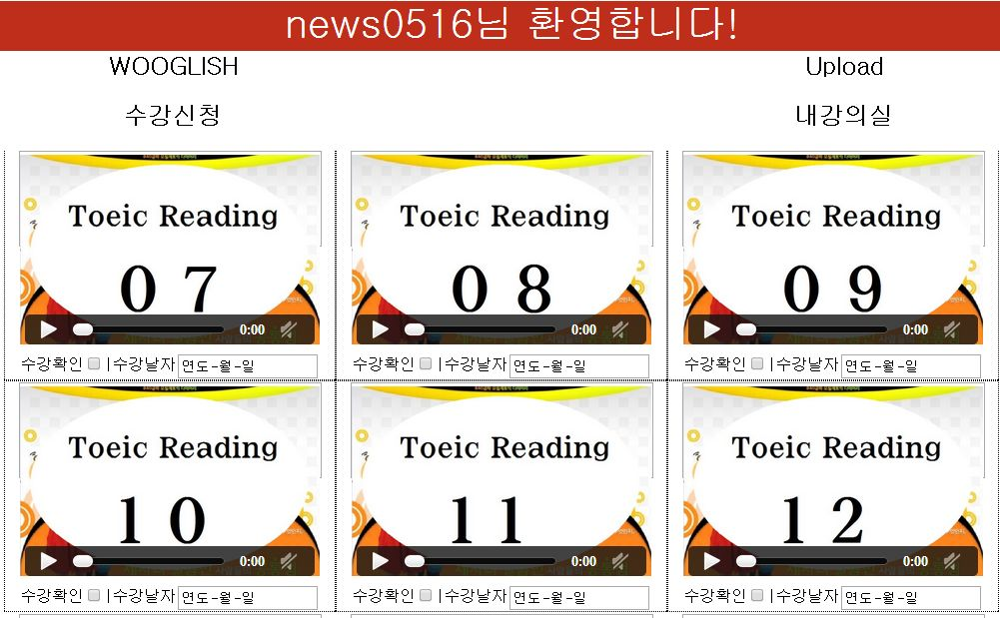 news0516님 환영합니다!
WOOGLISH Upload
수강신청 내강의실
Toeic Reading Toeic Reading Toeic Reading
07 08 09
0:00 0:00 0:00
수강확인 | 수강날자 연도-월-일 수강확인 | 수강날자 연도-월-일 수강확인 | 수강날자 연도-월-일
Toeic Reading Toeic Reading Toeic Reading
10 11 12
0:00 0:00 0:00
수강확인 | 수강날자 연도-월-일 수강확인 | 수강날자 연도-월-일 수강확인 | 수강날자 연도-월-일